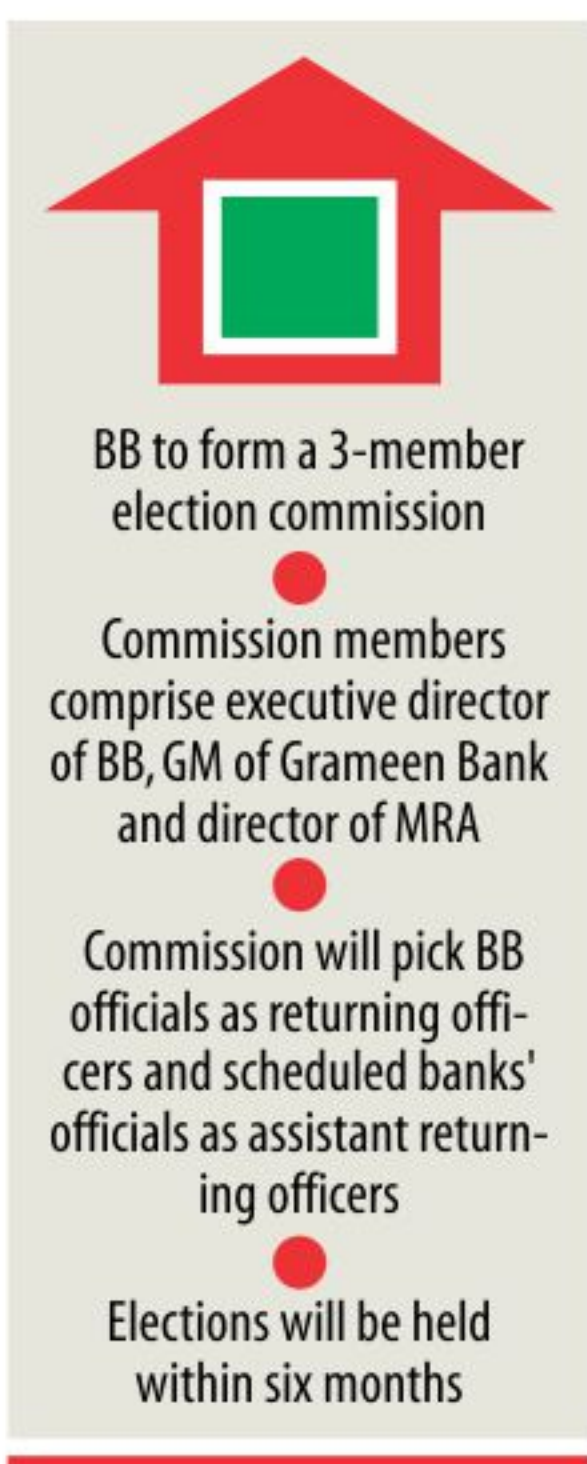 BB to form a 3-member
election commission
Commission members
comprise executive director
of BB, GM of Grameen Bank
and director of MRA
Commission will pick BB
officials as returning offi-
cers and scheduled banks'
officials as assistant return-
ing officers
Elections will be held
within six months